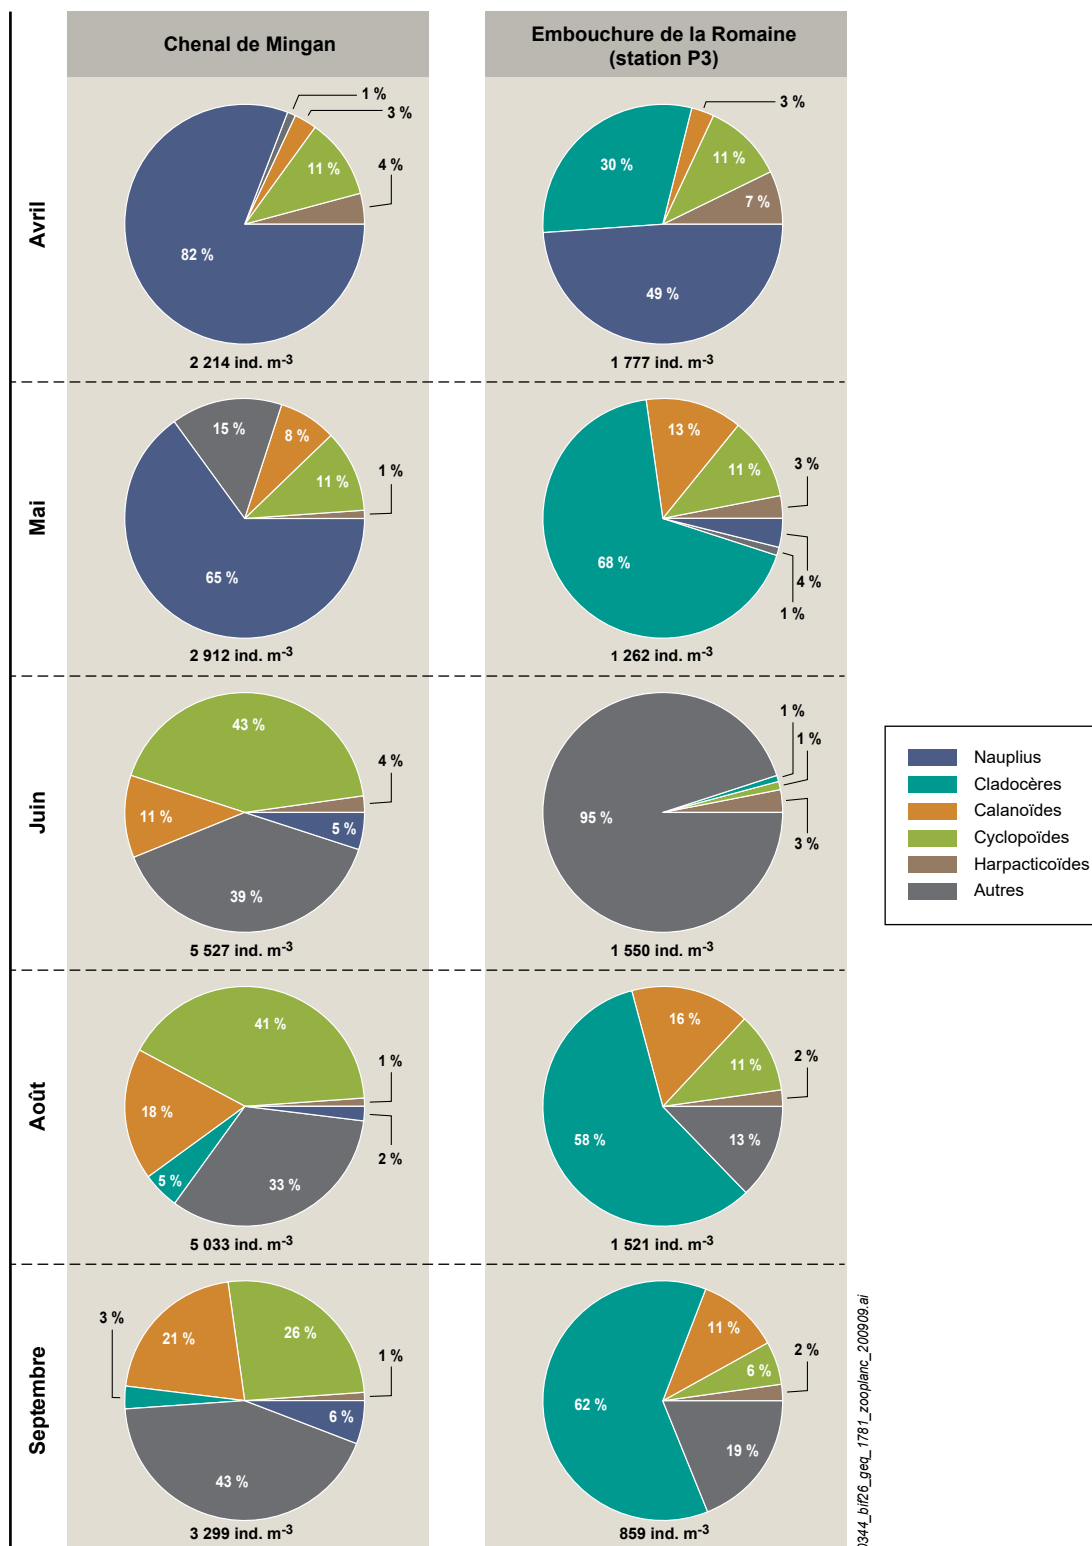 Chenal de Mingan
Embouchure de la Romaine
(station P3)
Avril
1 %
3 %
11 %
4 %
82 %
2 214 ind. m-3
3 %
30 %
11 %
7 %
49 %
1 777 ind. m-3
Mai
15 %
8 %
11 %
1 %
65 %
2 912 ind. m-3
13 %
11 %
3 %
68 %
4 %
1 %
1 262 ind. m-3
Juin
43 %
4 %
11 %
5 %
39 %
5 527 ind. m-3
1 %
1 %
95 %
3 %
1 550 ind. m-3
Nauplius
Cladocères
Calanoïdes
Cyclopoïdes
Harpacticoïdes
Autres
Août
41 %
1 %
18 %
2 %
5 %
33 %
5 033 ind. m-3
16 %
11 %
2 %
58 %
13 %
1 521 ind. m-3
Septembre
3 %
21 %
26 %
1 %
6 %
43 %
3 299 ind. m-3
11 %
2 %
6 %
62 %
19 %
859 ind. m-3
0344_bif26_geq_1781_zooplanc_200909.ai